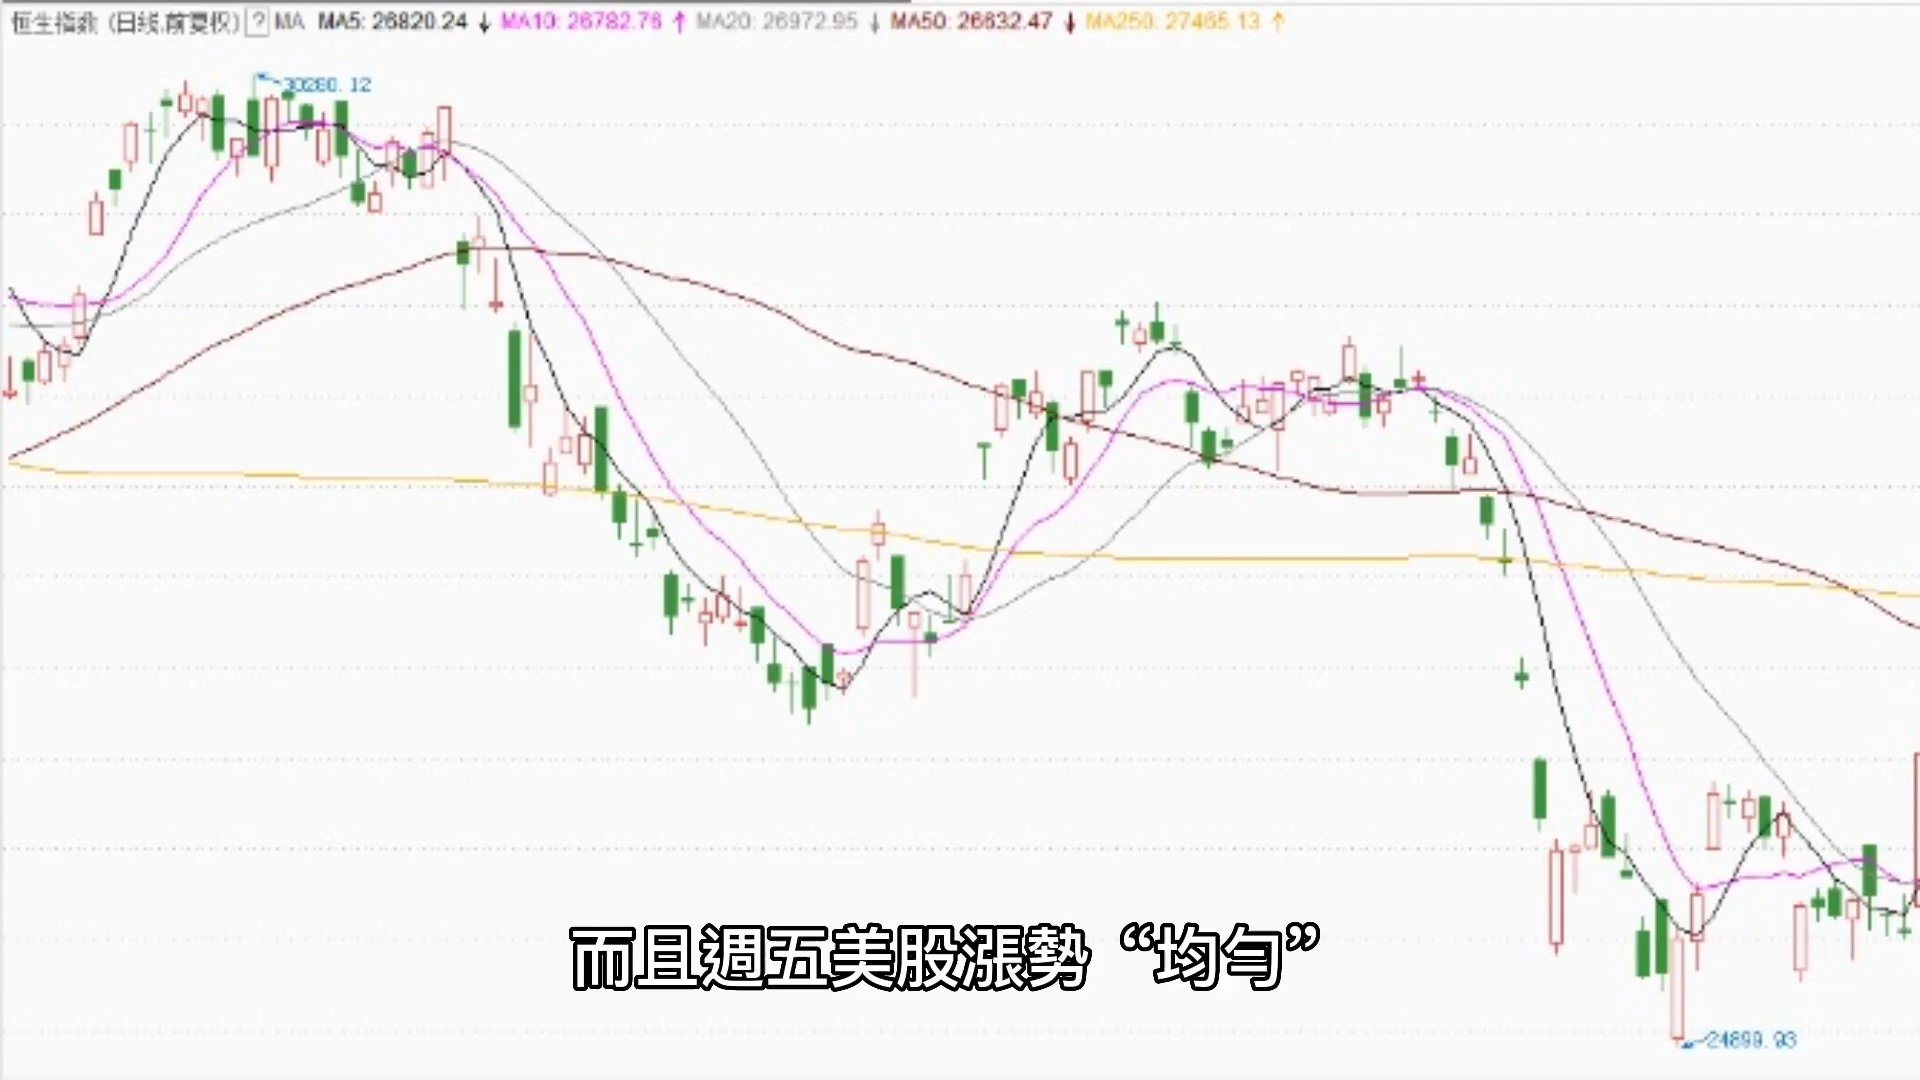 恒生指数 (日线,前复权) ? MA MA5: 26820.24 ↓ MA10: 26782.76 ↑ MA20: 26972.95 ↓ MA50: 26632.47 ↓ MA250: 27465.13 ↑
30280.12
而且週五美股漲勢“均勻”
24899.93